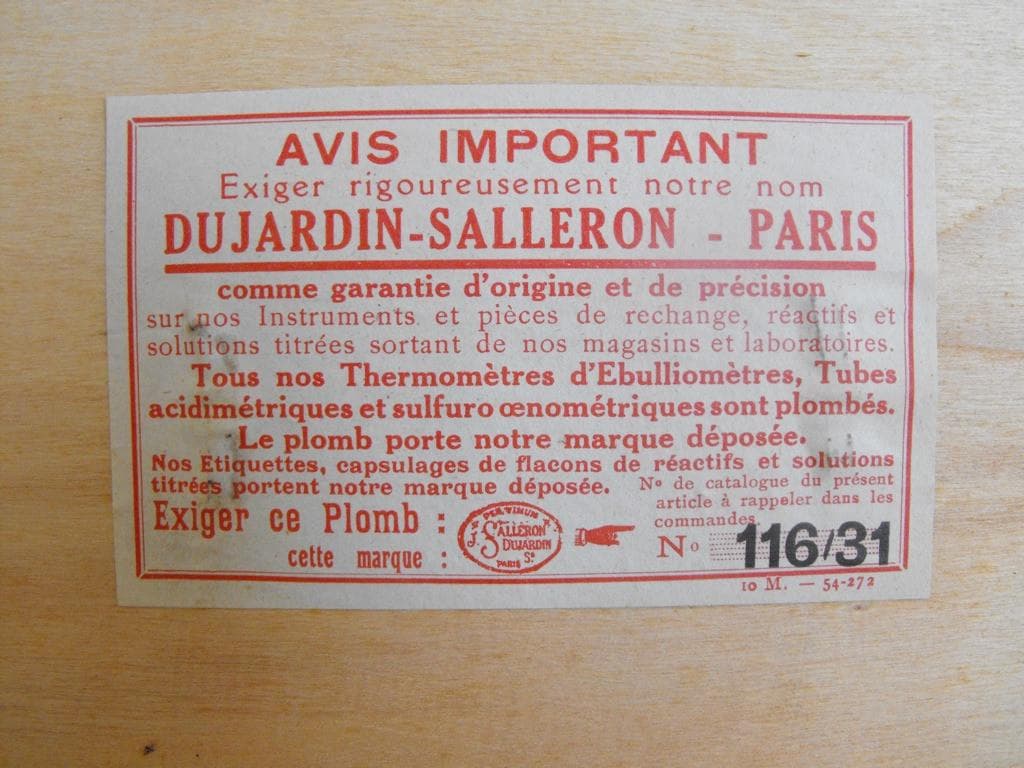 AVIS IMPORTANT
Exiger rigoureusement notre nom
DUJARDIN-SALLERON - PARIS
comme garantie d'origine et de précision
sur nos Instruments et pièces de rechange, réactifs et
solutions titrées sortant de nos magasins et laboratoires.
Tous nos Thermomètres d'Ebulliomètres, Tubes
acidimétriques et sulfuro œnométriques sont plombés.
Le plomb porte notre marque déposée.
Nos Etiquettes, capsulages de flacons de réactifs et solutions
titrées portent notre marque déposée.
Exiger ce Plomb :
cette marque :
PER VINUM
SALLERON
DUJARDIN
Sr
PARIS
N° de catalogue du présent
article à rappeler dans les
commandes
N° 116/31
10 M. — 54-272